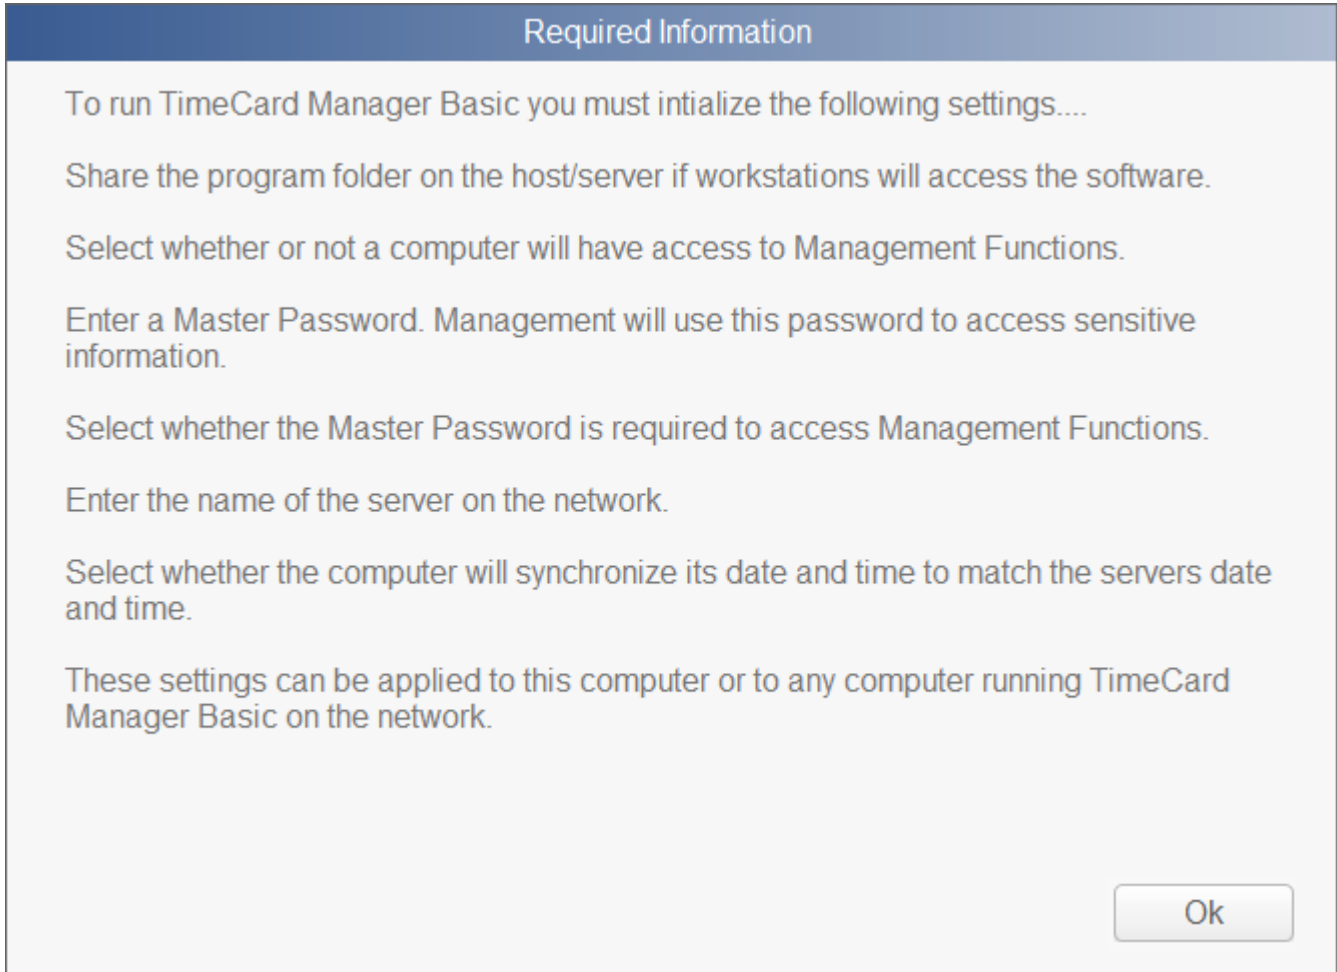 Required Information
To run TimeCard Manager Basic you must intialize the following settings....
Share the program folder on the host/server if workstations will access the software.
Select whether or not a computer will have access to Management Functions.
Enter a Master Password. Management will use this password to access sensitive
information.
Select whether the Master Password is required to access Management Functions.
Enter the name of the server on the network.
Select whether the computer will synchronize its date and time to match the servers date
and time.
These settings can be applied to this computer or to any computer running TimeCard
Manager Basic on the network.
Ok